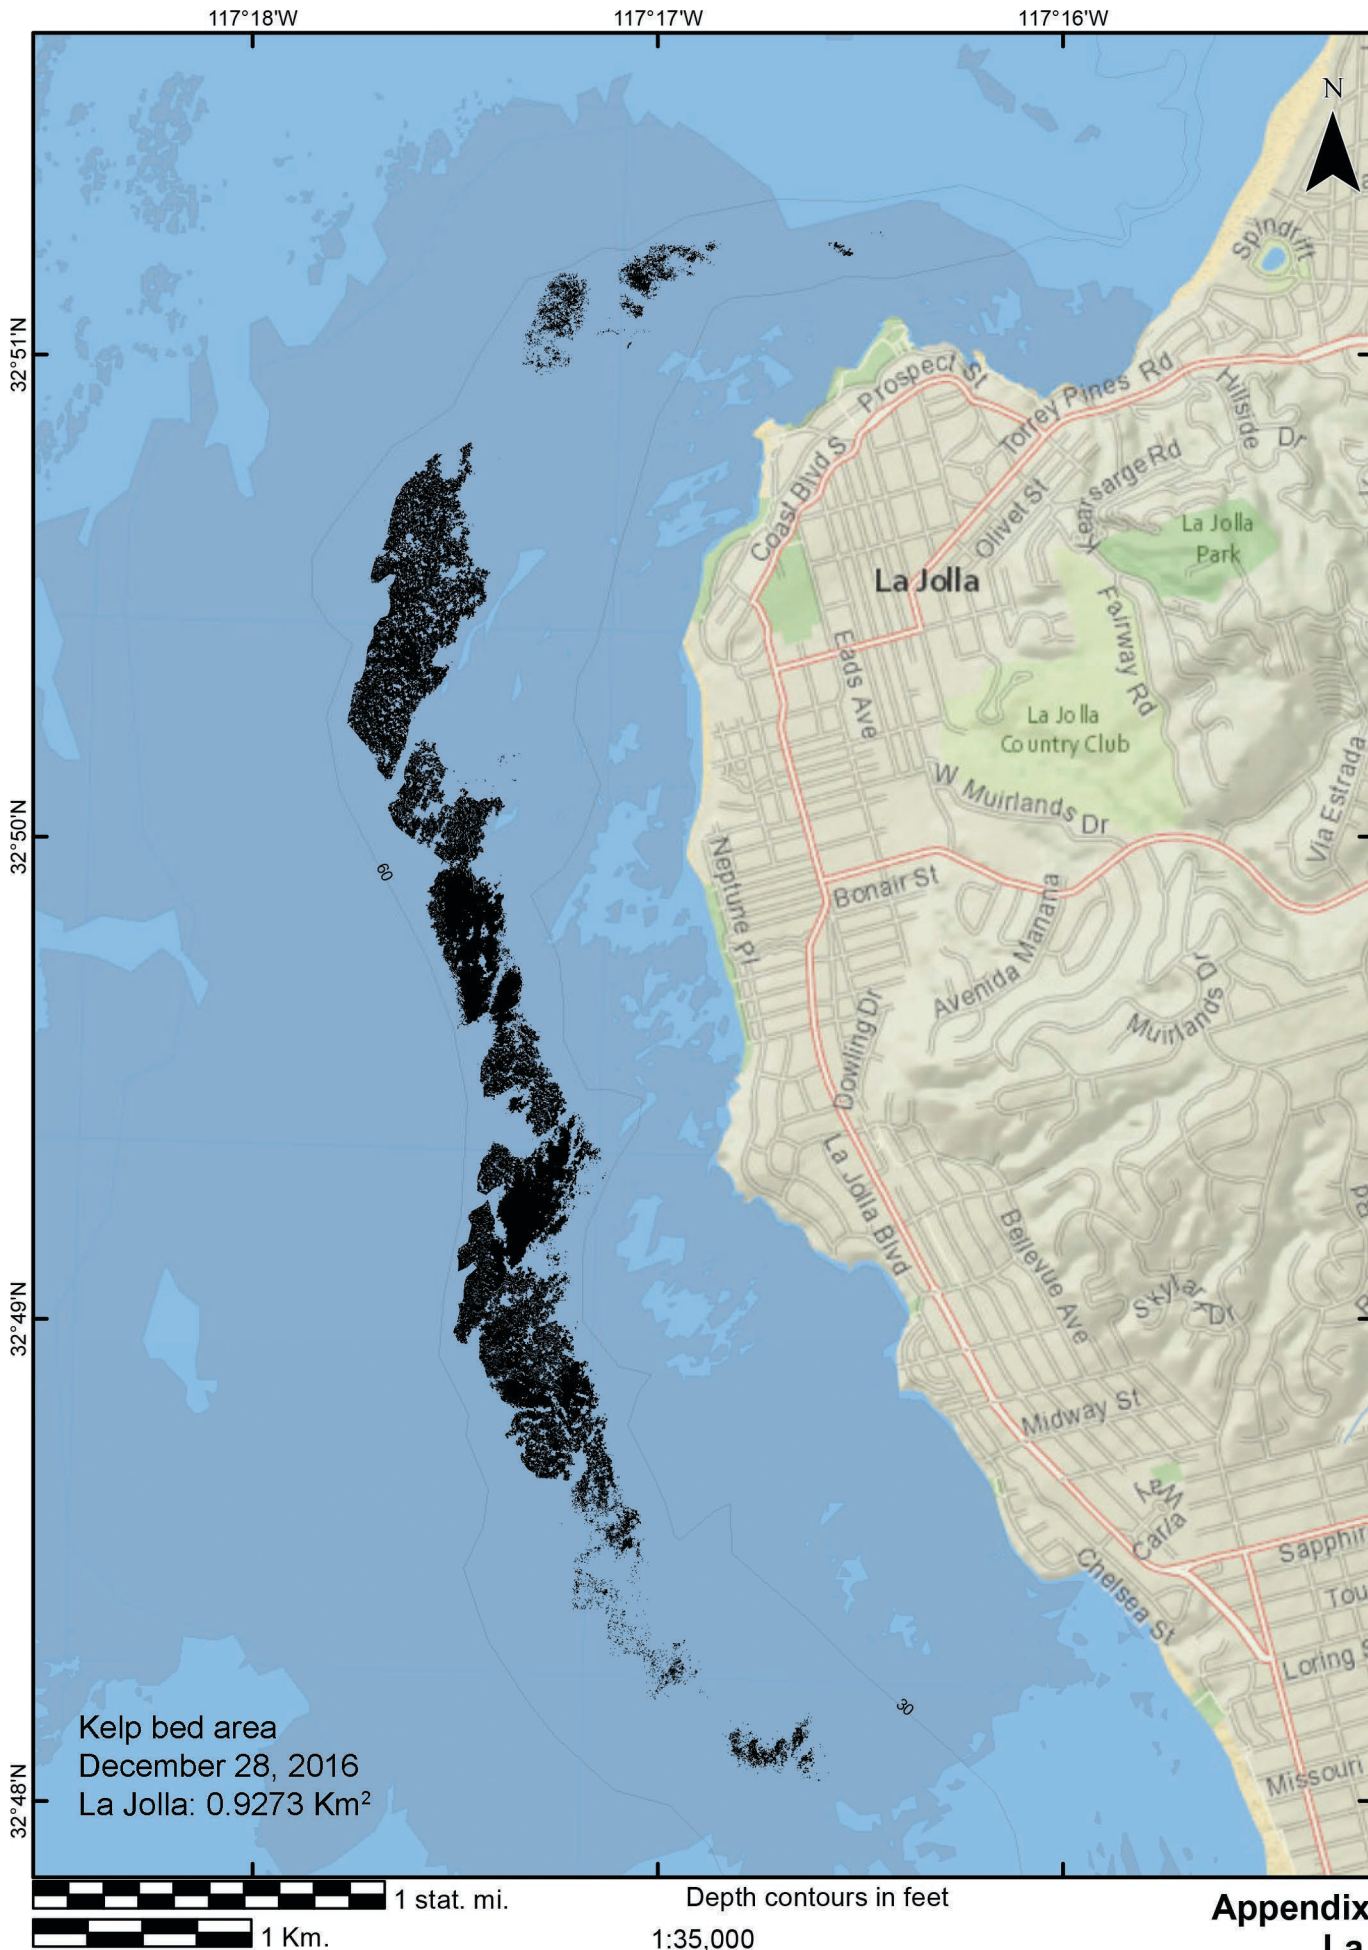 117°18'W
117°17'W
117°16'W
N
Spindrift
32°51'N
Prospect St
Torrey Pines Rd
Hillside Dr
Coast Blvd S
Kearsarge Rd
Olivet St
La Jolla
Park
La Jolla
Fairway Rd
Eads Ave
La Jolla
Country Club
W Muirlands Dr
Via Estrada
32°50'N
60
Neptune Pl
Bonair St
Avenida Manana
Muirlands Dr
Dowling Dr
La Jolla Blvd
Bellevue Ave
Skylark Dr
32°49'N
Midway St
Carla Way
Chelsea St
Sapphir
Tou
Loring
30
Missouri
32°48'N
Kelp bed area
December 28, 2016
La Jolla: 0.9273 Km²
1 stat. mi.
Depth contours in feet
Appendix
1 Km.
1:35,000
La